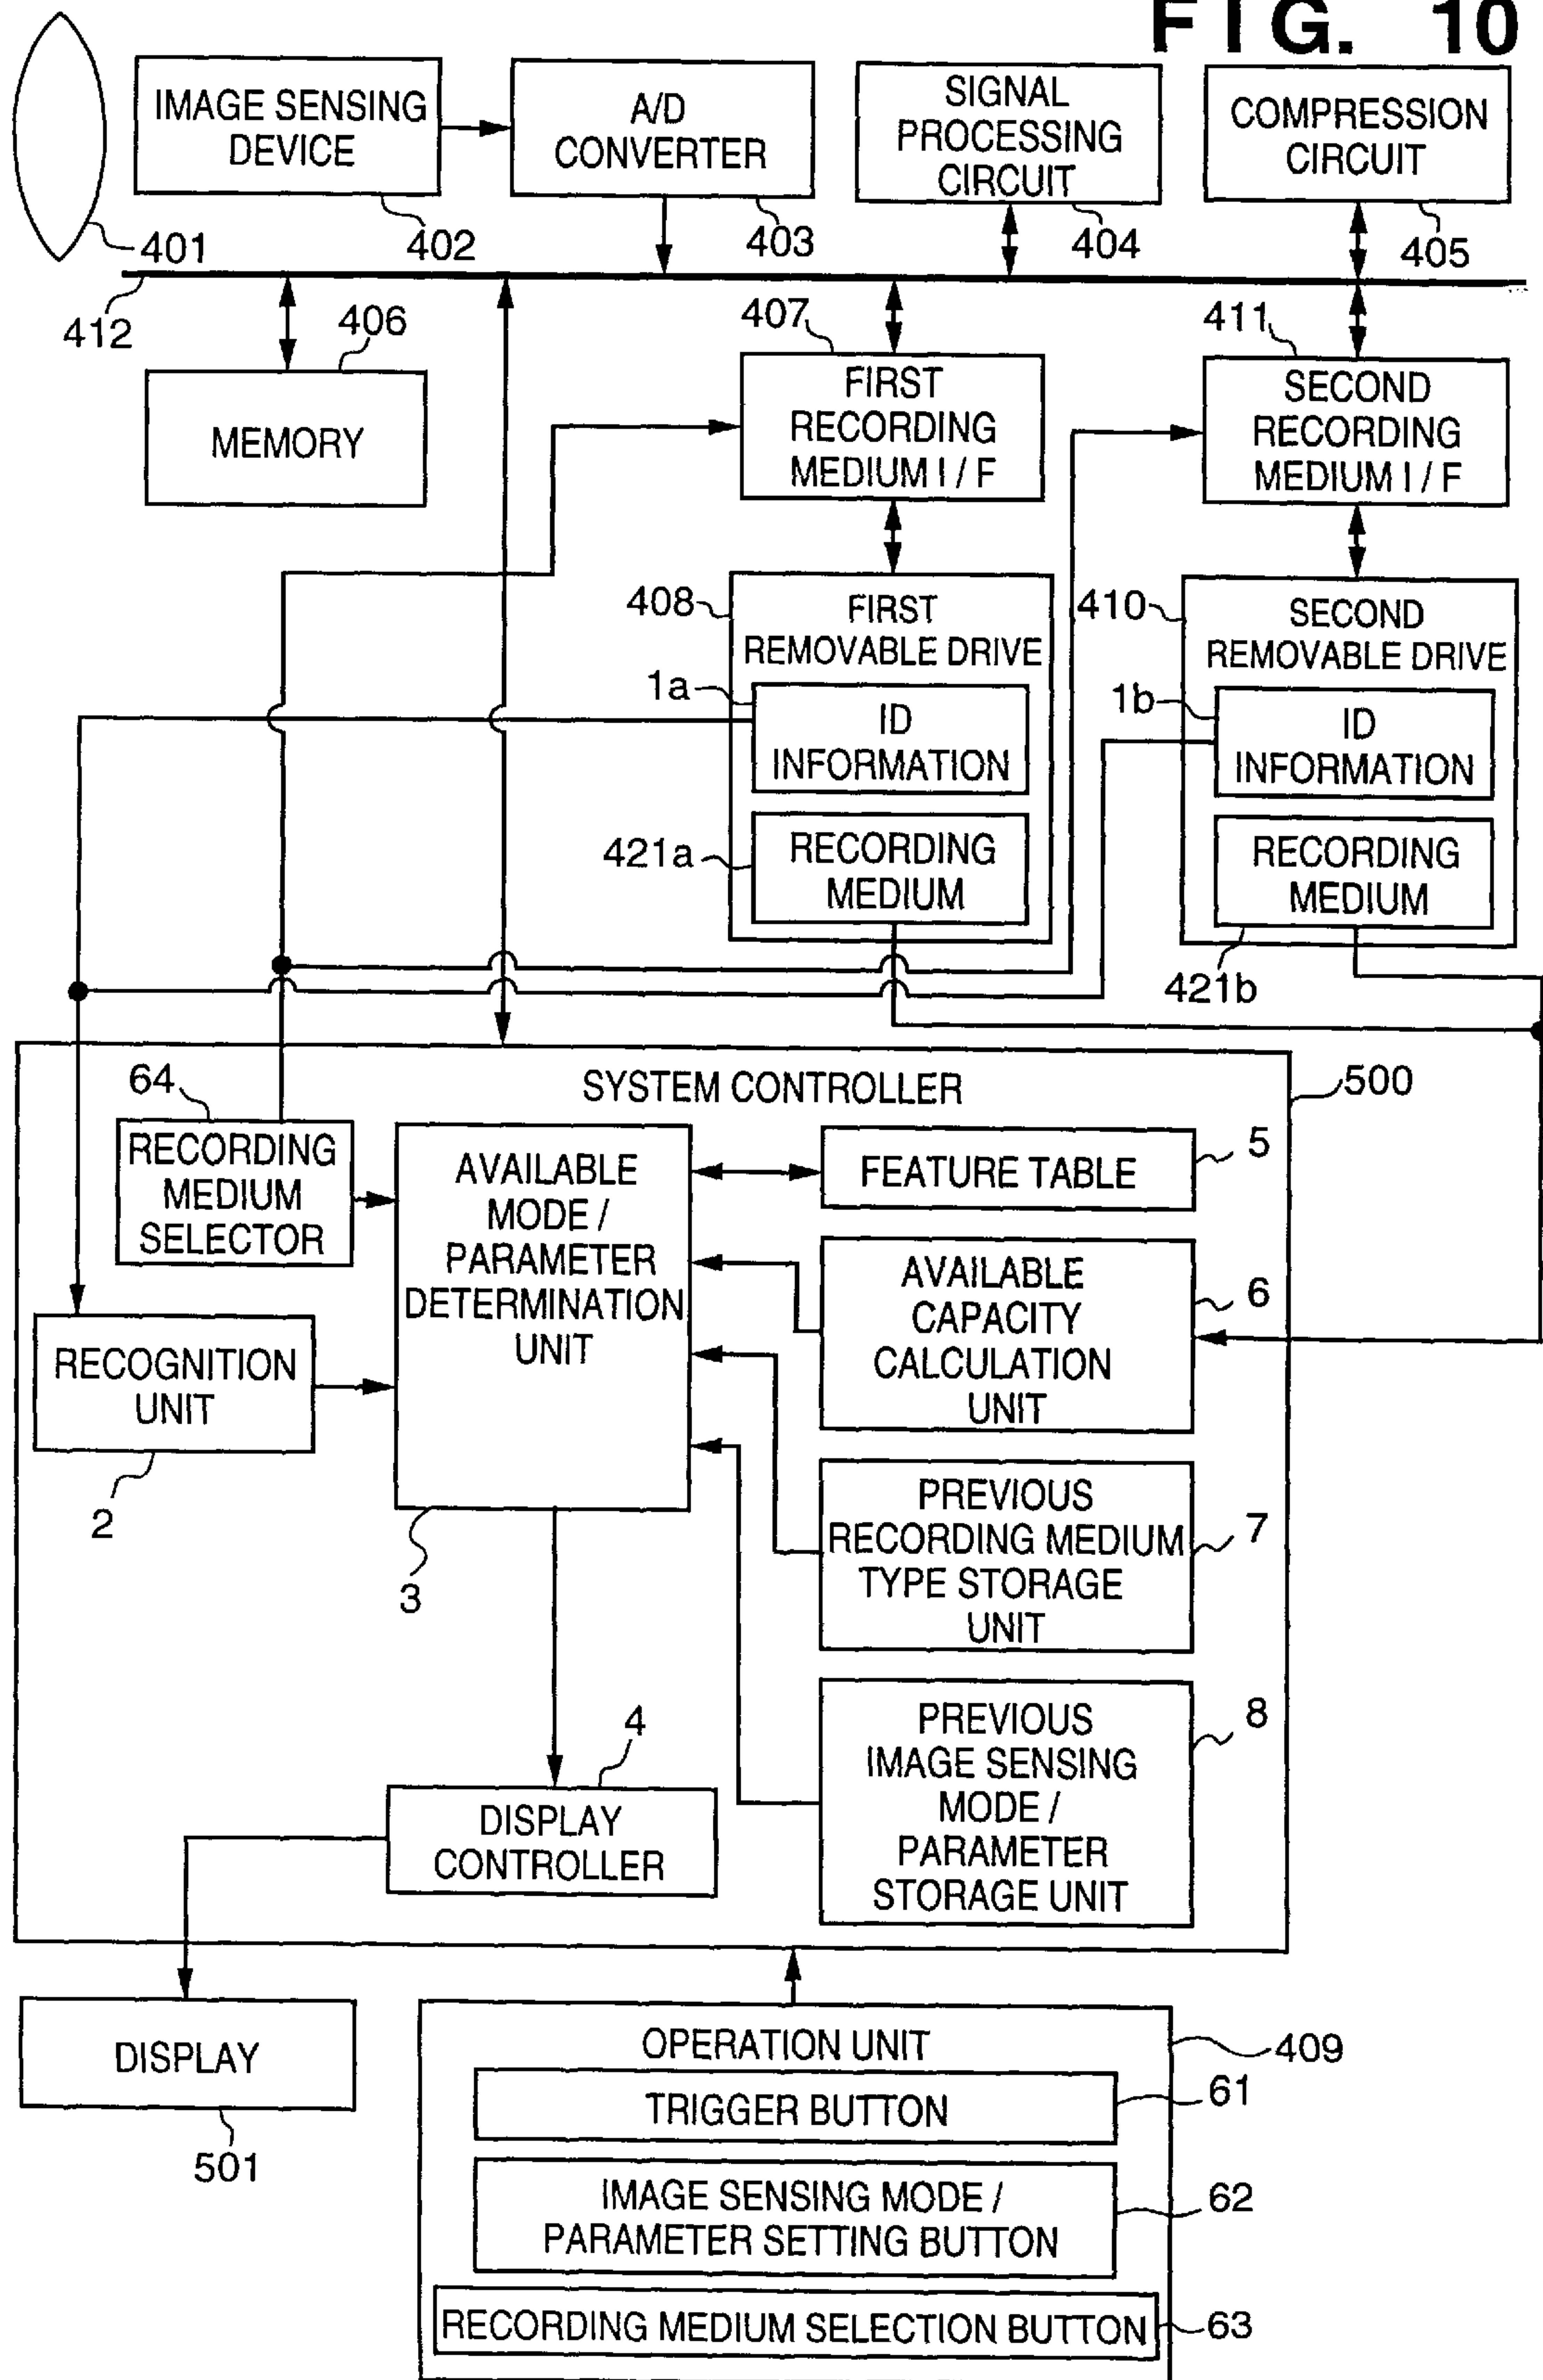 FIG. 10
IMAGE SENSING
DEVICE
A/D
CONVERTER
SIGNAL
PROCESSING
CIRCUIT
COMPRESSION
CIRCUIT
401
402
403
404
405
412
406
407
411
MEMORY
FIRST
RECORDING
MEDIUM I / F
SECOND
RECORDING
MEDIUM I / F
408
FIRST
REMOVABLE DRIVE
410
SECOND
REMOVABLE DRIVE
1a
ID
INFORMATION
1b
ID
INFORMATION
421a
RECORDING
MEDIUM
RECORDING
MEDIUM
421b
SYSTEM CONTROLLER
500
64
RECORDING
MEDIUM
SELECTOR
AVAILABLE
MODE /
PARAMETER
DETERMINATION
UNIT
FEATURE TABLE
5
AVAILABLE
CAPACITY
CALCULATION
UNIT
6
RECOGNITION
UNIT
2
3
PREVIOUS
RECORDING MEDIUM
TYPE STORAGE
UNIT
7
PREVIOUS
IMAGE SENSING
MODE /
PARAMETER
STORAGE UNIT
8
4
DISPLAY
CONTROLLER
DISPLAY
501
OPERATION UNIT
409
TRIGGER BUTTON
61
IMAGE SENSING MODE /
PARAMETER SETTING BUTTON
62
RECORDING MEDIUM SELECTION BUTTON
63